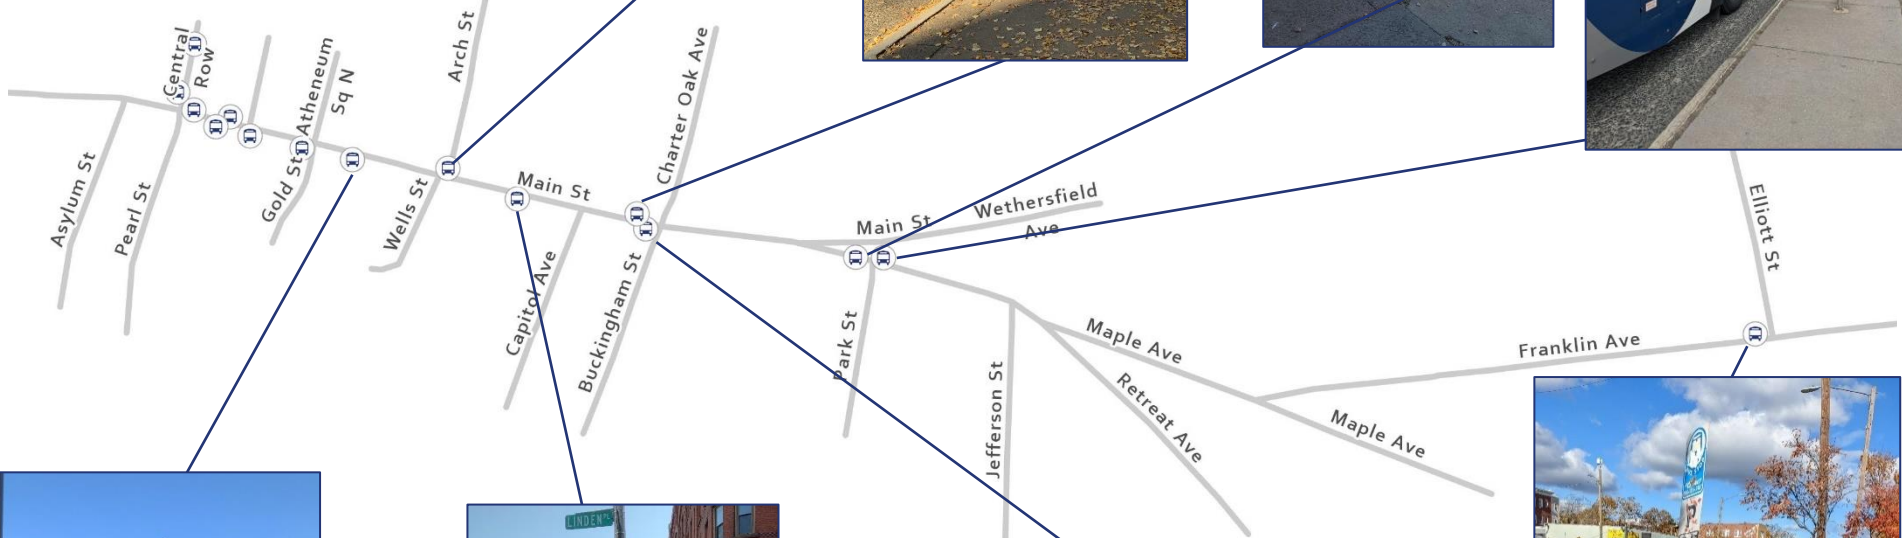 Central
Row
Atheneum
Sq N
Arch St
Charter Oak Ave
Asylum St
Pearl St
Gold St
Wells St
Main St
Capitol Ave
Buckingham St
Main St
Wethersfield
Ave
Park St
Jefferson St
Maple Ave
Retreat Ave
Maple Ave
Franklin Ave
Elliott St
LINDEN PL